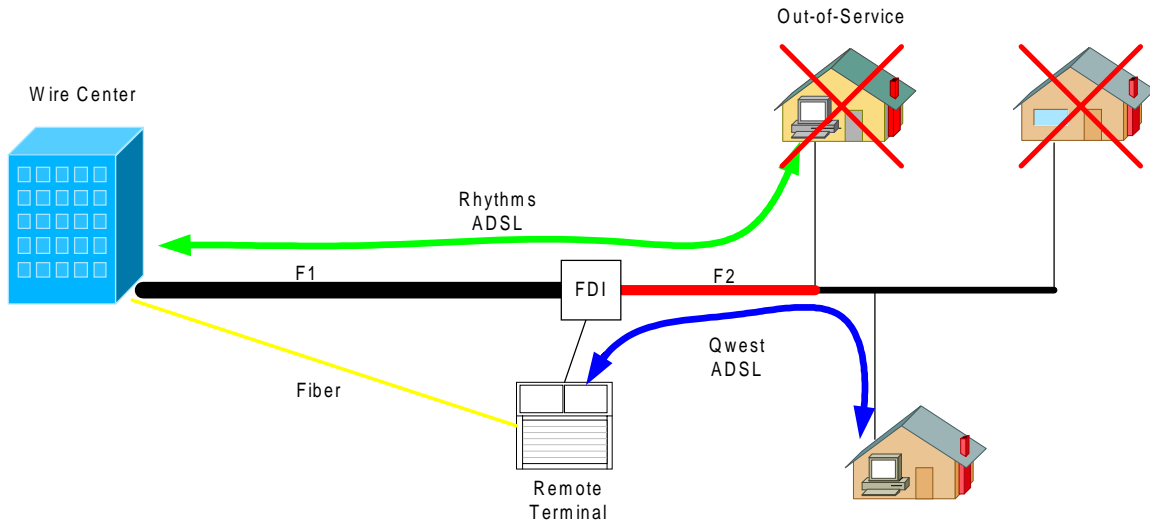 Out-of-Service
Wire Center
Rhythms
ADSL
F1
FDI
F2
Qwest
ADSL
Fiber
Remote
Terminal